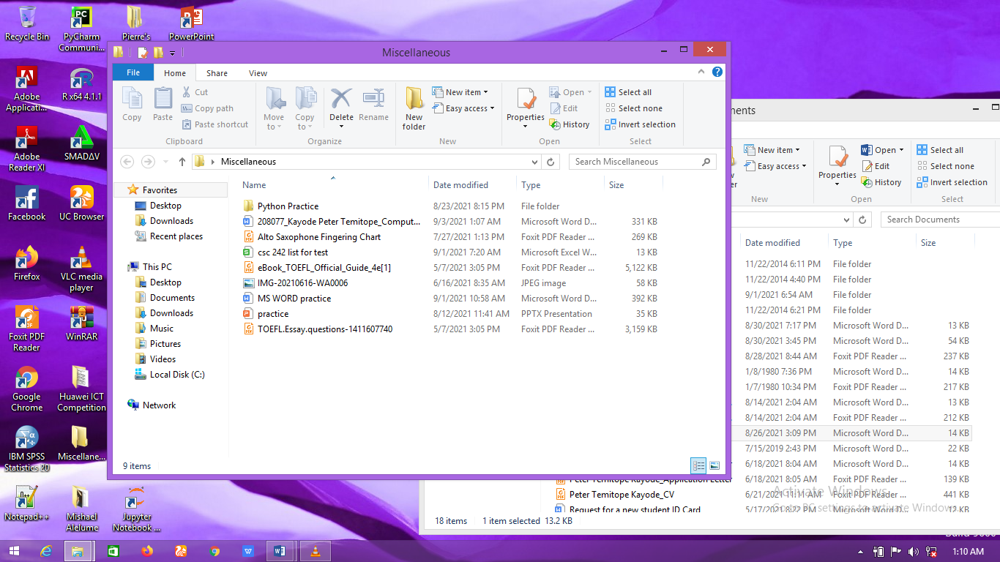 Recycle Bin
PyCharm Communi...
Pierre's
PowerPoint
Adobe Applicati...
R x64 4.1.1
Adobe Reader XI
SMADΔV
Facebook
UC Browser
Firefox
VLC media player
Foxit PDF Reader
WinRAR
Google Chrome
Huawei ICT Competition
IBM SPSS Statistics 20
Miscellane...
Notepad++
Mishael Alelume
Jupyter Notebook ...
Miscellaneous
File Home Share View
Copy
Paste
Cut
Copy path
Paste shortcut
Clipboard
Move to
Copy to
Delete
Rename
Organize
New folder
New item
Easy access
New
Properties
Open
Edit
History
Open
Select all
Select none
Invert selection
Select
Miscellaneous
Search Miscellaneous
Favorites
Desktop
Downloads
Recent places
This PC
Desktop
Documents
Downloads
Music
Pictures
Videos
Local Disk (C:)
Network
Name Date modified Type Size
Python Practice 8/23/2021 8:15 PM File folder
208077_Kayode Peter Temitope_Comput... 9/3/2021 1:07 AM Microsoft Word D... 331 KB
Alto Saxophone Fingering Chart 7/27/2021 1:13 PM Foxit PDF Reader ... 269 KB
csc 242 list for test 9/1/2021 7:20 AM Microsoft Excel W... 13 KB
eBook_TOEFL_Official_Guide_4e[1] 5/7/2021 3:05 PM Foxit PDF Reader ... 5,122 KB
IMG-20210616-WA0006 6/16/2021 8:35 AM JPEG image 58 KB
MS WORD practice 9/1/2021 10:58 AM Microsoft Word D... 392 KB
practice 8/12/2021 11:41 AM PPTX Presentation 35 KB
TOEFL.Essay.questions-1411607740 5/7/2021 3:05 PM Foxit PDF Reader ... 3,159 KB
9 items
ments
New item
Easy access
New
Properties
Open
Edit
History
Open
Select all
Select none
Invert selection
Select
Search Documents
Date modified Type Size
11/22/2014 6:11 PM File folder
11/22/2014 4:40 PM File folder
9/1/2021 6:54 AM File folder
11/22/2014 6:21 PM File folder
8/30/2021 7:17 PM Microsoft Word D... 13 KB
8/30/2021 3:45 PM Microsoft Word D... 54 KB
8/28/2021 8:44 AM Foxit PDF Reader ... 237 KB
1/8/1980 7:36 PM Microsoft Word D... 14 KB
1/7/1980 10:34 PM Foxit PDF Reader ... 217 KB
8/14/2021 2:04 AM Microsoft Word D... 13 KB
8/14/2021 2:04 AM Foxit PDF Reader ... 212 KB
8/26/2021 3:09 PM Microsoft Word D... 14 KB
7/15/2019 2:43 PM Microsoft Word D... 22 KB
6/18/2021 8:04 AM Microsoft Word D... 14 KB
Peter Temitope Kayode_Application Letter 6/18/2021 8:05 AM Foxit PDF Reader ... 139 KB
Peter Temitope Kayode_CV 6/21/2021 11:11 AM Foxit PDF Reader ... 441 KB
Request for a new student ID Card 5/17/2021 8:22 PM Microsoft Word D... 12 KB
Activate Windows
Go to PC settings to activate Windows.
18 items 1 item selected 13.2 KB
Build 9600
1:10 AM